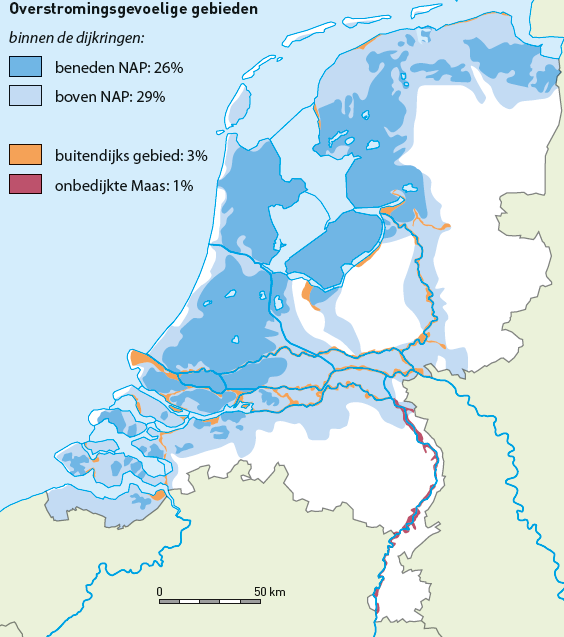 Overstromingsgevoelige gebieden
binnen de dijkringen:
beneden NAP: 26%
boven NAP: 29%
buitendijks gebied: 3%
onbedijkte Maas: 1%
0 50 km